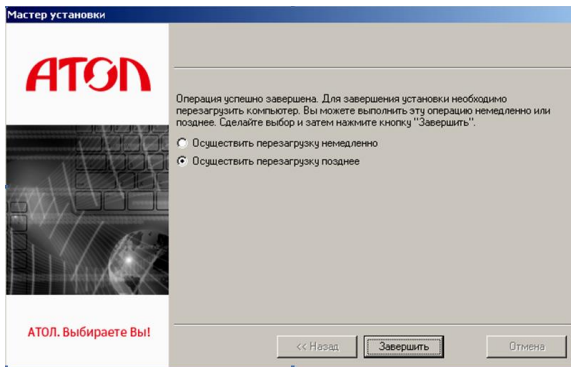 Мастер установки
АТОЛ
Операция успешно завершена. Для завершения установки необходимо
перезагрузить компьютер. Вы можете выполнить эту операцию немедленно или
позднее. Сделайте выбор и затем нажмите кнопку "Завершить".
Осуществить перезагрузку немедленно
Осуществить перезагрузку позднее
АТОЛ. Выбираете Вы!
<< Назад
Завершить
Отмена